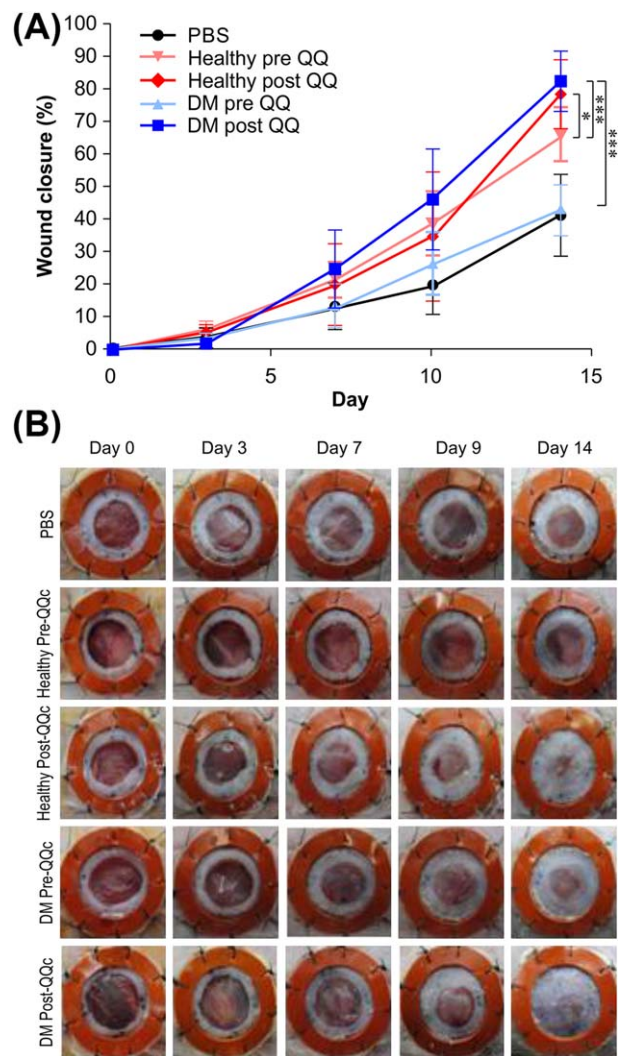 (A)
100
90
80
70
60
50
40
30
20
10
0
Wound closure (%)
PBS
Healthy pre QQ
Healthy post QQ
DM pre QQ
DM post QQ
*
***
***
0 5 10 15
Day
(B)
Day 0 Day 3 Day 7 Day 9 Day 14
PBS
Healthy Pre-QQc
Healthy Post-QQc
DM Pre-QQc
DM Post-QQc